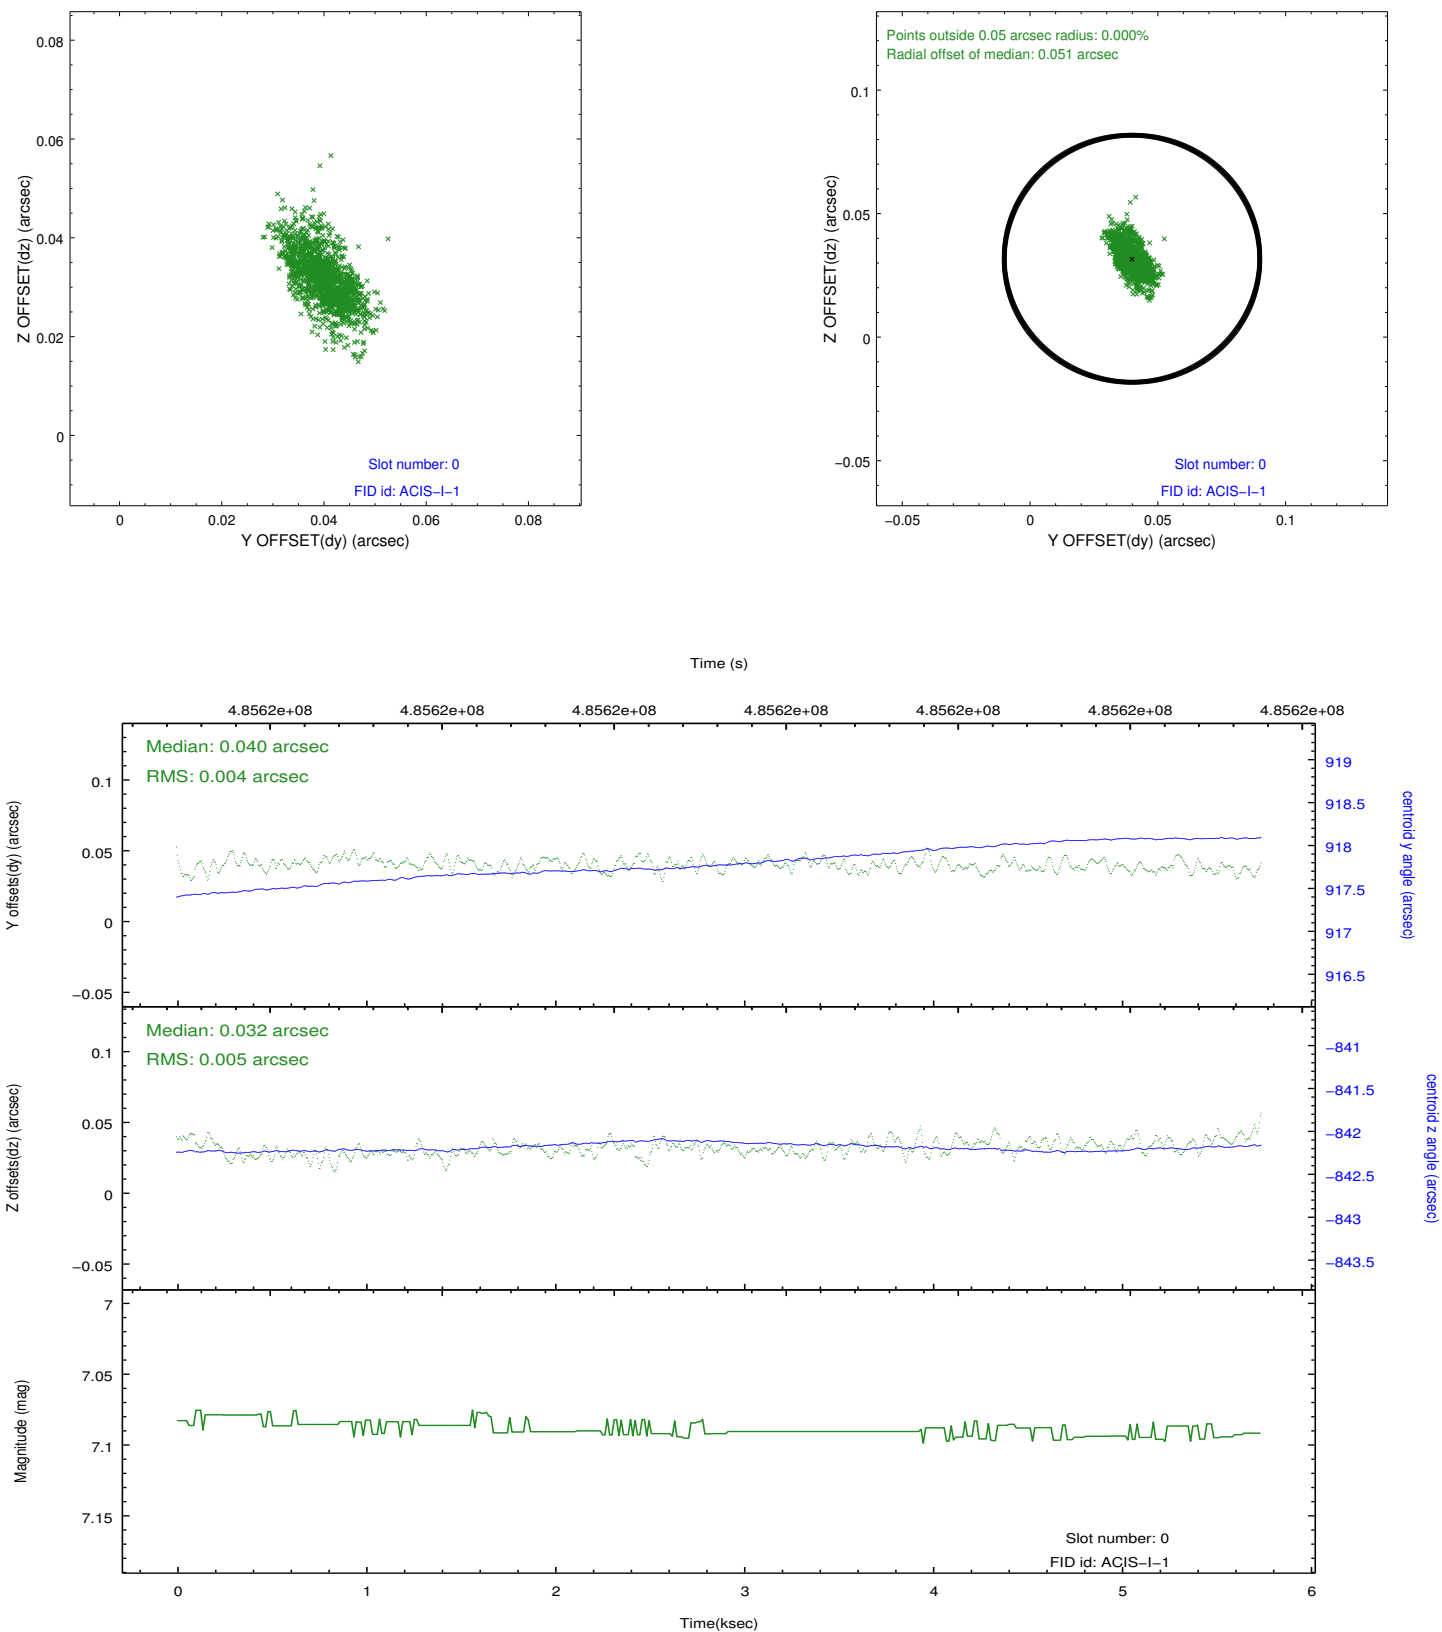 0.08
0.06
0.04
0.02
0
Z OFFSET(dz) (arcsec)
Slot number: 0
FID id: ACIS−I−1
0 0.02 0.04 0.06 0.08
Y OFFSET(dy) (arcsec)
Points outside 0.05 arcsec radius: 0.000%
Radial offset of median: 0.051 arcsec
0.1
0.05
0
−0.05
Z OFFSET(dz) (arcsec)
Slot number: 0
FID id: ACIS−I−1
−0.05 0 0.05 0.1
Y OFFSET(dy) (arcsec)
Time (s)
4.8562e+08 4.8562e+08 4.8562e+08 4.8562e+08 4.8562e+08 4.8562e+08 4.8562e+08
Median: 0.040 arcsec
RMS: 0.004 arcsec
0.1
0.05
0
−0.05
Y offsets(dy) (arcsec)
919
918.5
918
917.5
917
916.5
centroid y angle (arcsec)
Median: 0.032 arcsec
RMS: 0.005 arcsec
0.1
0.05
0
−0.05
Z offsets(dz) (arcsec)
−841
−841.5
−842
−842.5
−843
−843.5
centroid z angle (arcsec)
7
7.05
7.1
7.15
Magnitude (mag)
Slot number: 0
FID id: ACIS−I−1
0 1 2 3 4 5 6
Time(ksec)